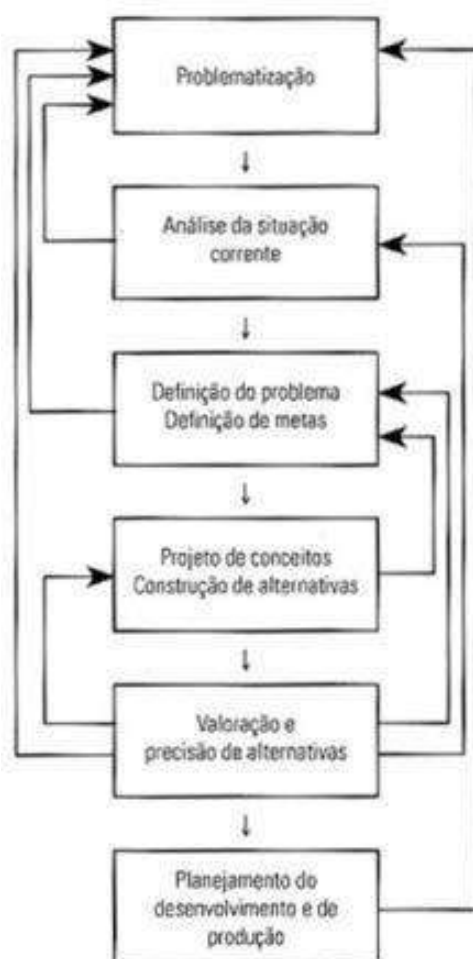 Problematização
Análise da situação
corrente
Definição do problema
Definição de metas
Projeto de conceitos
Construção de alternativas
Valoração e
precisão de alternativas
Planejamento do
desenvolvimento e de
produção